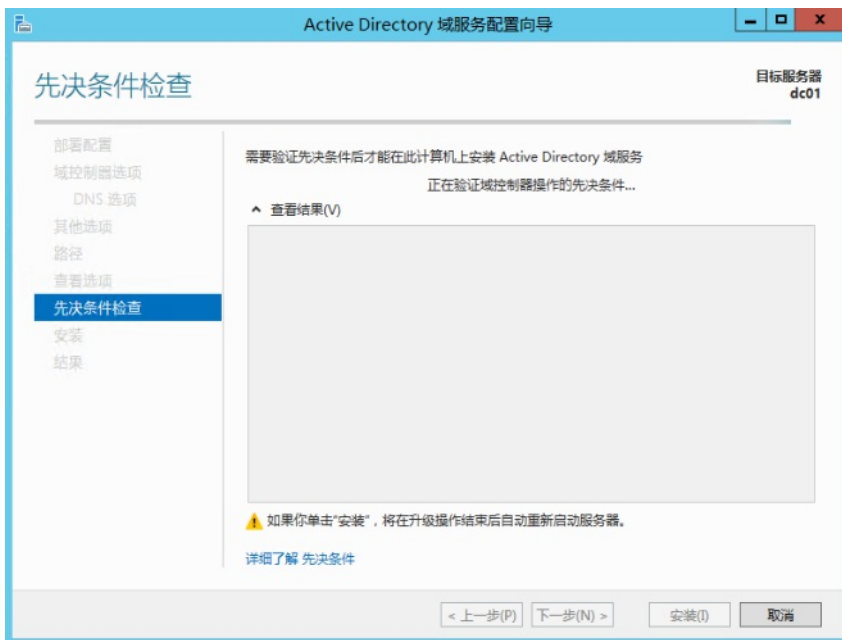 Active Directory 域服务配置向导
先决条件检查
目标服务器
dc01
部署配置
域控制器选项
DNS 选项
其他选项
路径
查看选项
先决条件检查
安装
结果
需要验证先决条件后才能在此计算机上安装 Active Directory 域服务
正在验证域控制器操作的先决条件...
查看结果(V)
如果你单击"安装"，将在升级操作结束后自动重新启动服务器。
详细了解 先决条件
< 上一步(P) 下一步(N) > 安装(I) 取消